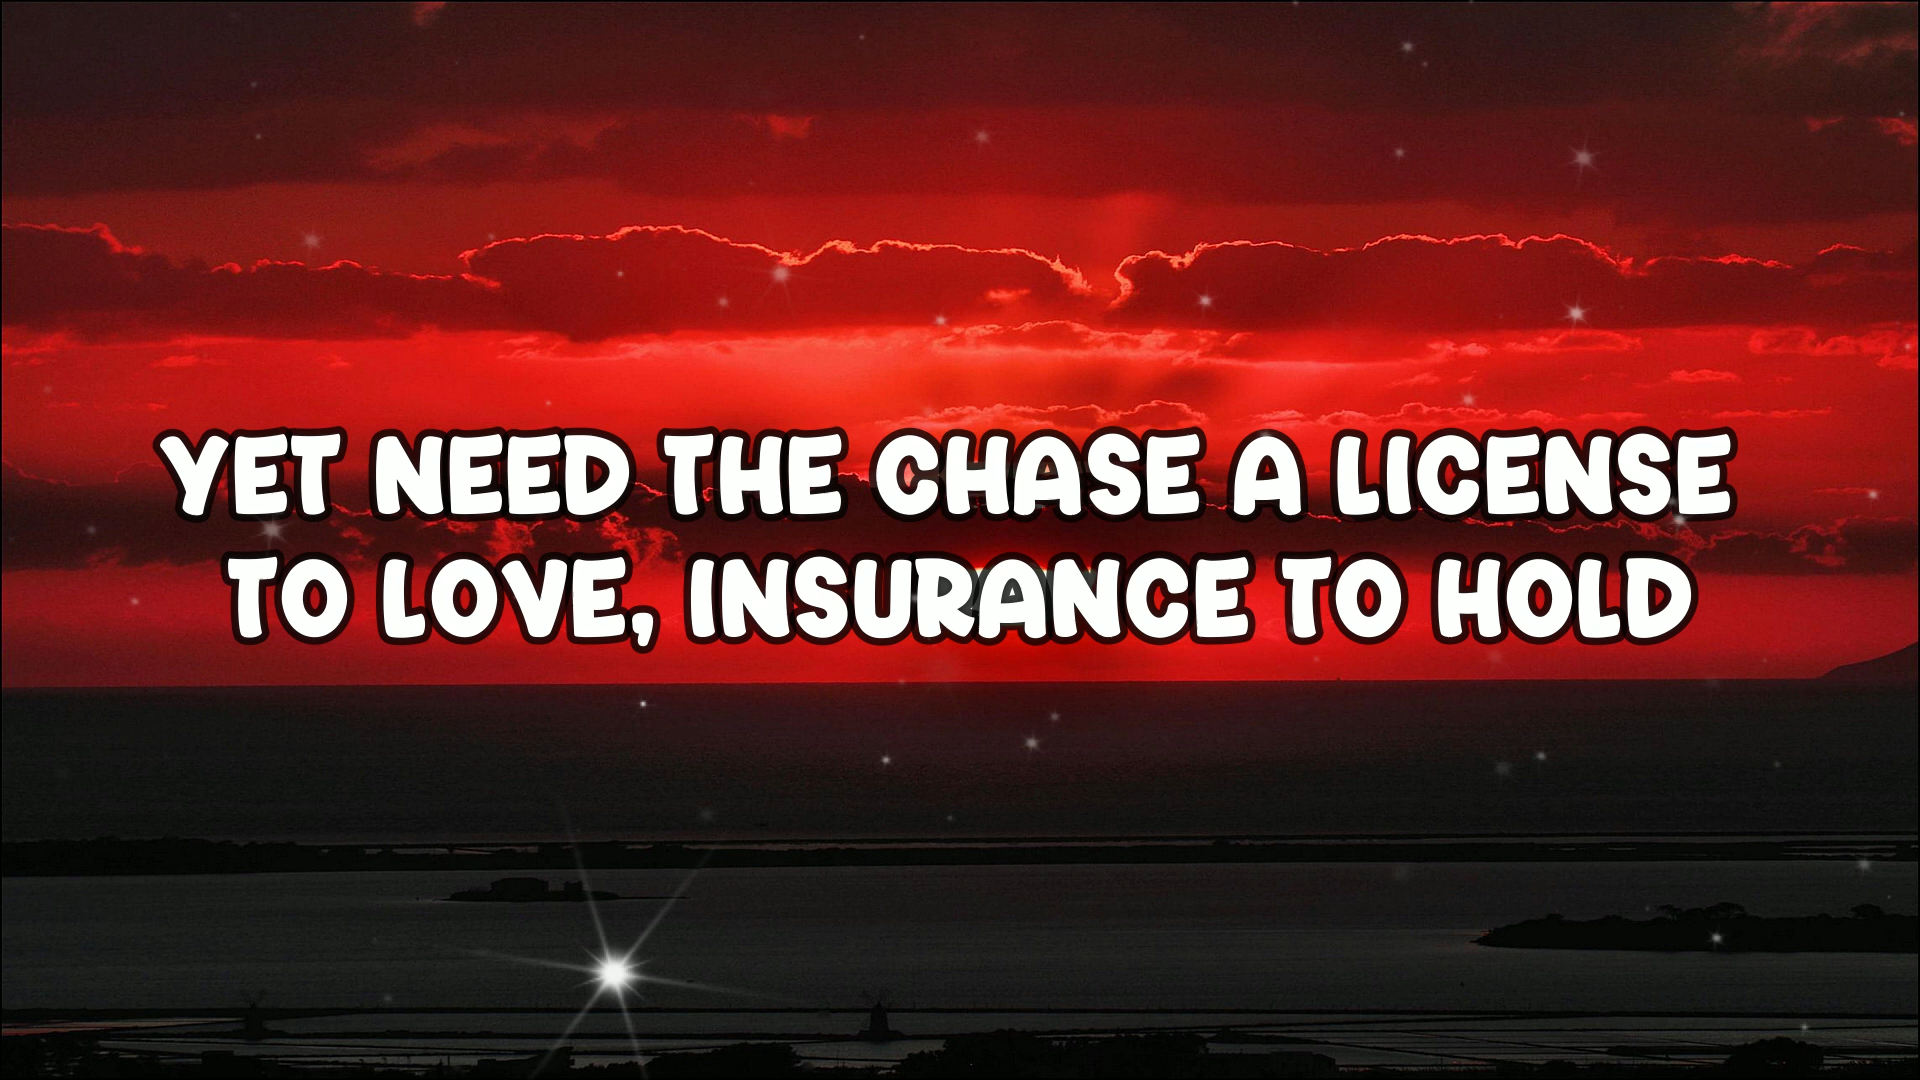 YET NEED THE CHASE A LICENSE
TO LOVE, INSURANCE TO HOLD